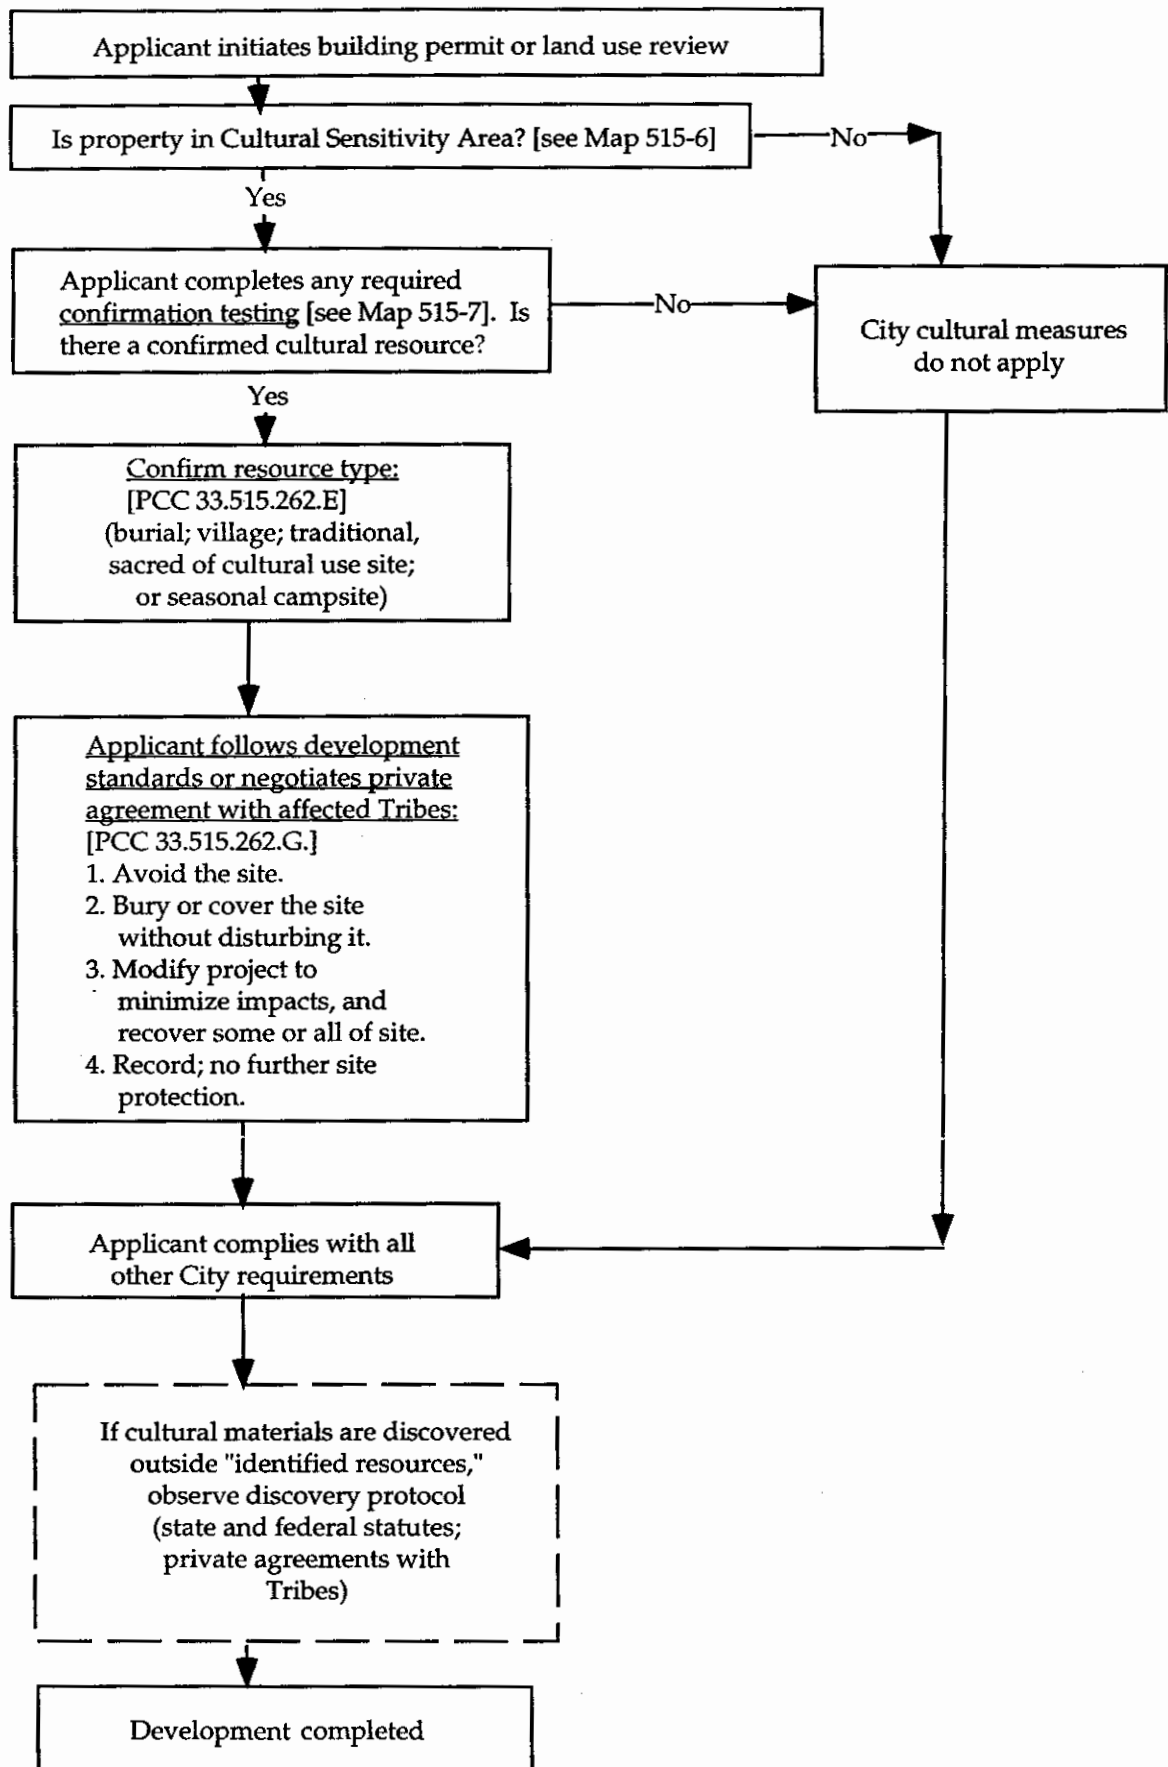 Applicant initiates building permit or land use review
Is property in Cultural Sensitivity Area? [see Map 515-6]
No
Yes
Applicant completes any required
confirmation testing [see Map 515-7].  Is
there a confirmed cultural resource?
No
City cultural measures
do not apply
Yes
Confirm resource type:
[PCC 33.515.262.E]
(burial; village; traditional,
sacred of cultural use site;
or seasonal campsite)
Applicant follows development
standards or negotiates private
agreement with affected Tribes:
[PCC 33.515.262.G.]
1. Avoid the site.
2. Bury or cover the site
without disturbing it.
3. Modify project to
minimize impacts, and
recover some or all of site.
4. Record; no further site
protection.
Applicant complies with all
other City requirements
If cultural materials are discovered
outside "identified resources,"
observe discovery protocol
(state and federal statutes;
private agreements with
Tribes)
Development completed